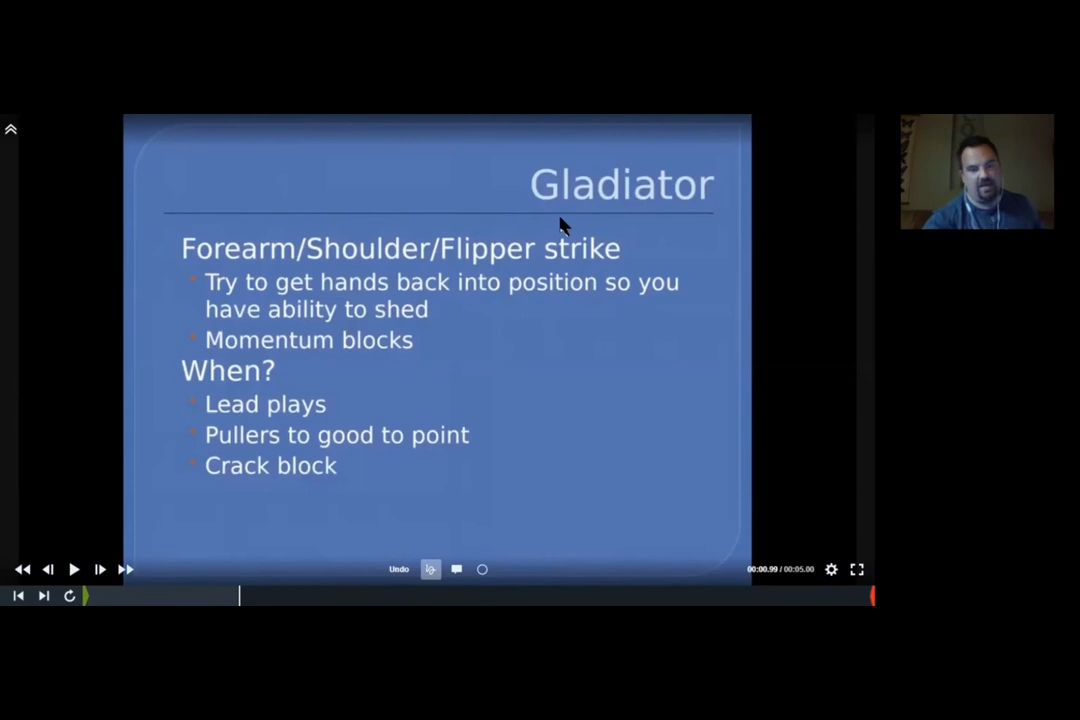 Gladiator
Forearm/Shoulder/Flipper strike
Try to get hands back into position so you
have ability to shed
Momentum blocks
When?
Lead plays
Pullers to good to point
Crack block
Undo
00:00.99 / 00:05.00